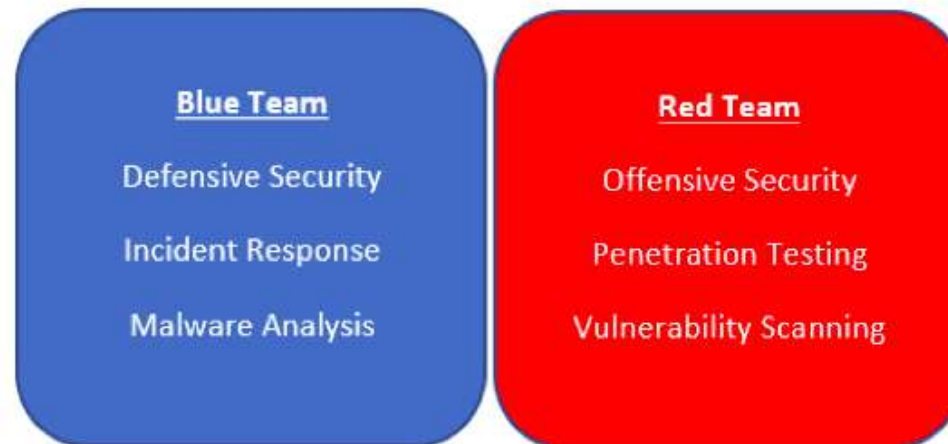 Blue Team
Defensive Security
Incident Response
Malware Analysis
Red Team
Offensive Security
Penetration Testing
Vulnerability Scanning